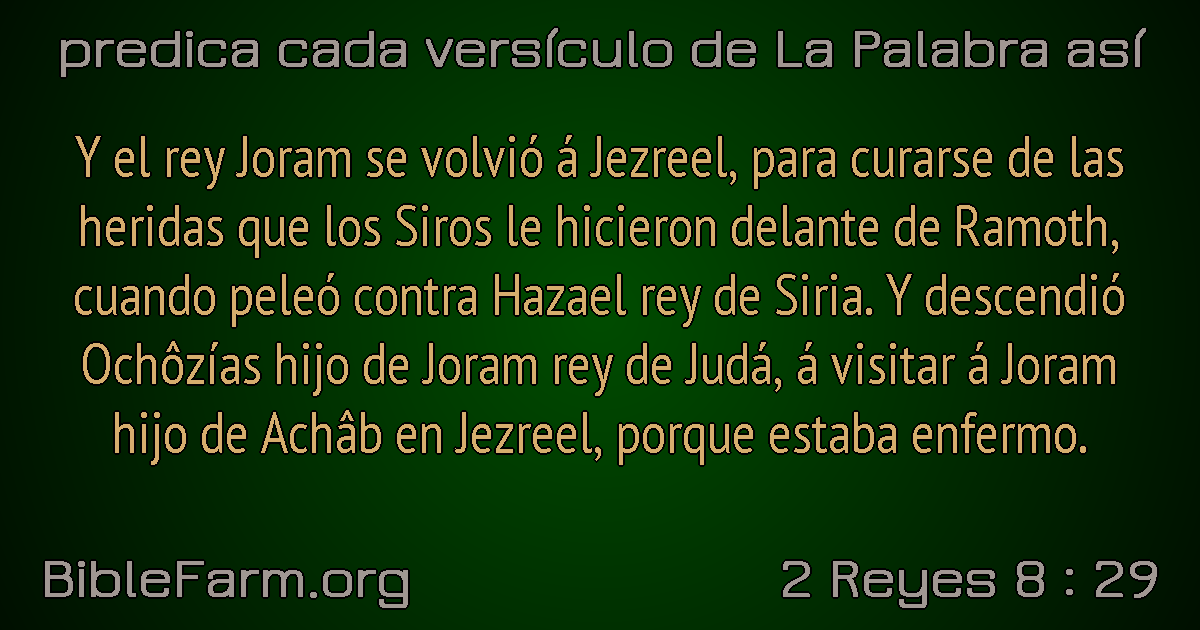 predica cada versículo de La Palabra así
Y el rey Joram se volvió á Jezreel, para curarse de las
heridas que los Siros le hicieron delante de Ramoth,
cuando peleó contra Hazael rey de Siria. Y descendió
Ochôzías hijo de Joram rey de Judá, á visitar á Joram
hijo de Achâb en Jezreel, porque estaba enfermo.
BibleFarm.org
2 Reyes 8 : 29